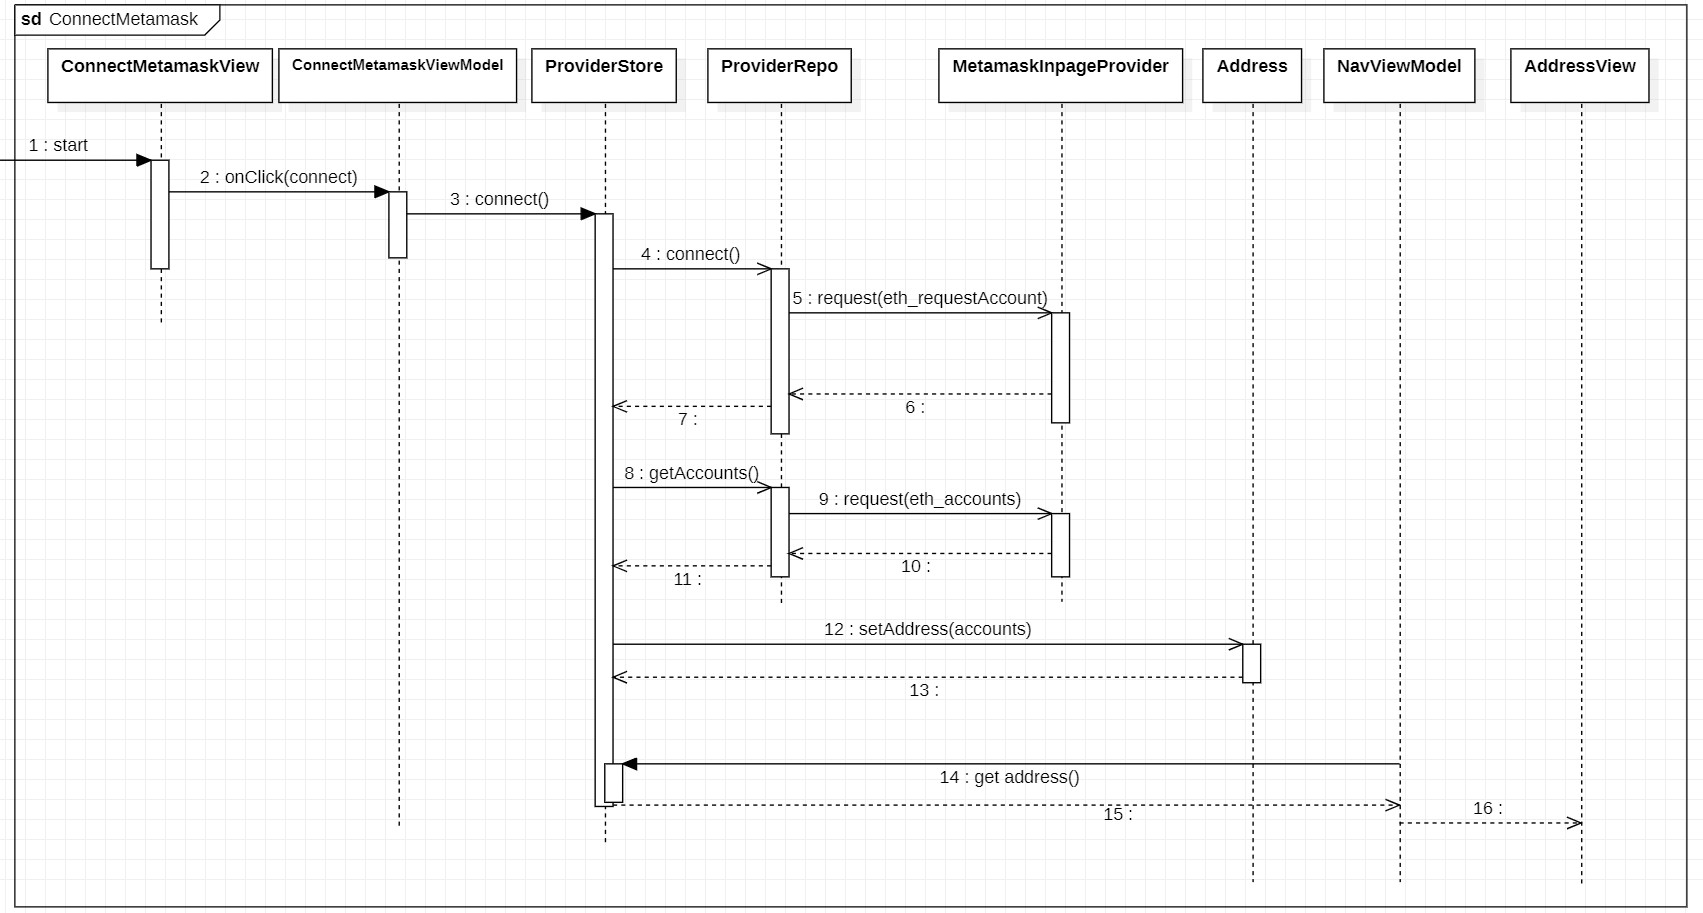 sd ConnectMetamask
ConnectMetamaskView
ConnectMetamaskViewModel
ProviderStore
ProviderRepo
MetamaskInpageProvider
Address
NavViewModel
AddressView
1 : start
2 : onClick(connect)
3 : connect()
4 : connect()
5 : request(eth_requestAccount)
6 :
7 :
8 : getAccounts()
9 : request(eth_accounts)
10 :
11 :
12 : setAddress(accounts)
13 :
14 : get address()
15 :
16 :